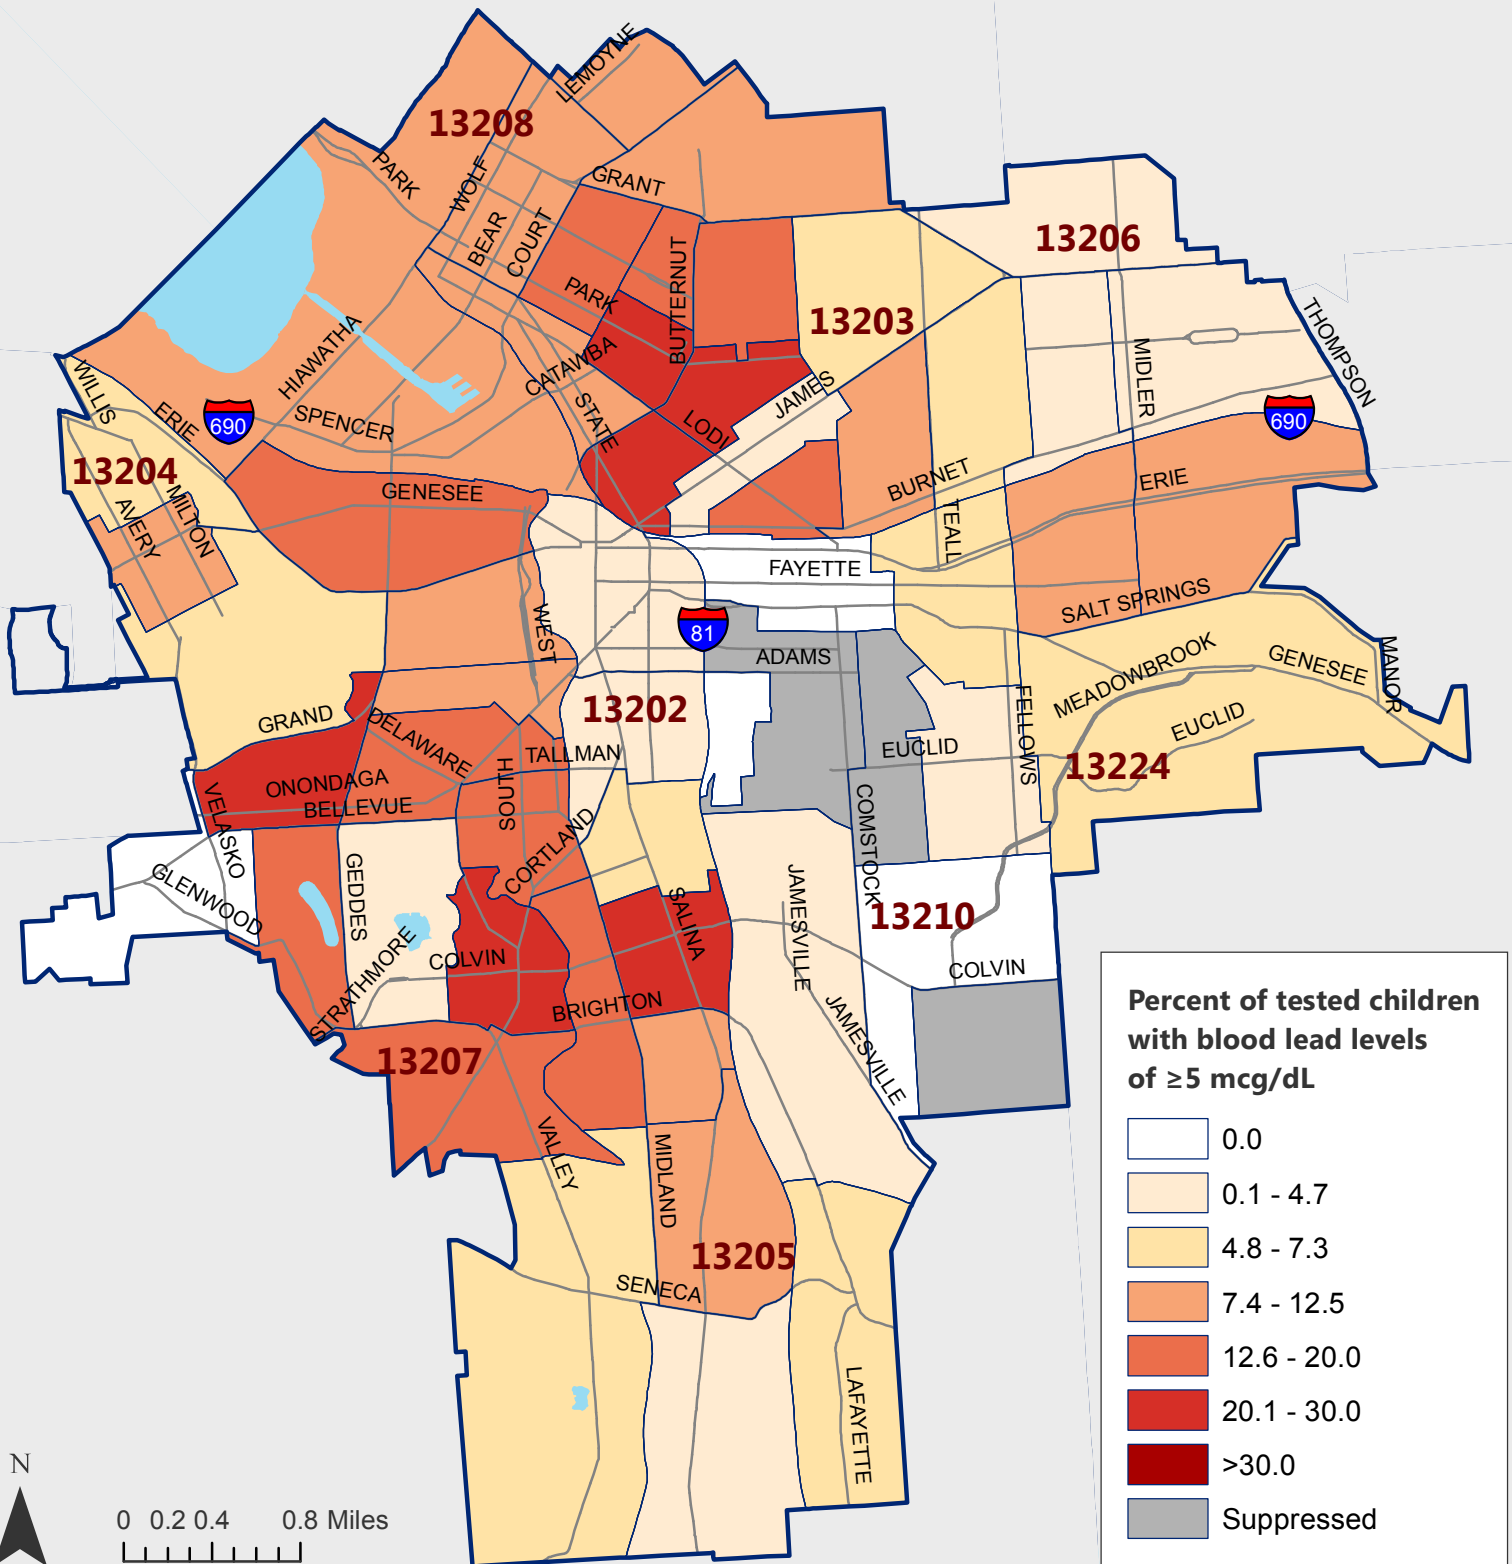 LEMOYNE
13208
PARK
WOLF
GRANT
BEAR
COURT
13206
BUTTERNUT
PARK
13203
THOMPSON
HIAWATHA
MIDLER
WILLIS
CATAWBA
JAMES
ERIE
690
SPENCER
STATE
LODI
690
13204
GENESEE
BURNET
ERIE
AVERY
MILTON
TEALL
FAYETTE
WEST
SALT SPRINGS
81
ADAMS
MEADOWBROOK
GENESEE
MANOR
GRAND
DELAWARE
13202
FELLOWS
EUCLID
TALLMAN
EUCLID
13224
ONONDAGA
BELLEVUE
SOUTH
VELASKO
CORTLAND
COMSTOCK
GLENWOOD
GEDDES
SALINA
JAMESVILLE
13210
STRATHMORE
COLVIN
COLVIN
BRIGHTON
JAMESVILLE
13207
VALLEY
MIDLAND
13205
SENECA
LAFAYETTE
Percent of tested children
with blood lead levels
of ≥5 mcg/dL
0.0
0.1 - 4.7
4.8 - 7.3
7.4 - 12.5
12.6 - 20.0
20.1 - 30.0
>30.0
Suppressed
N
0 0.2 0.4 0.8 Miles